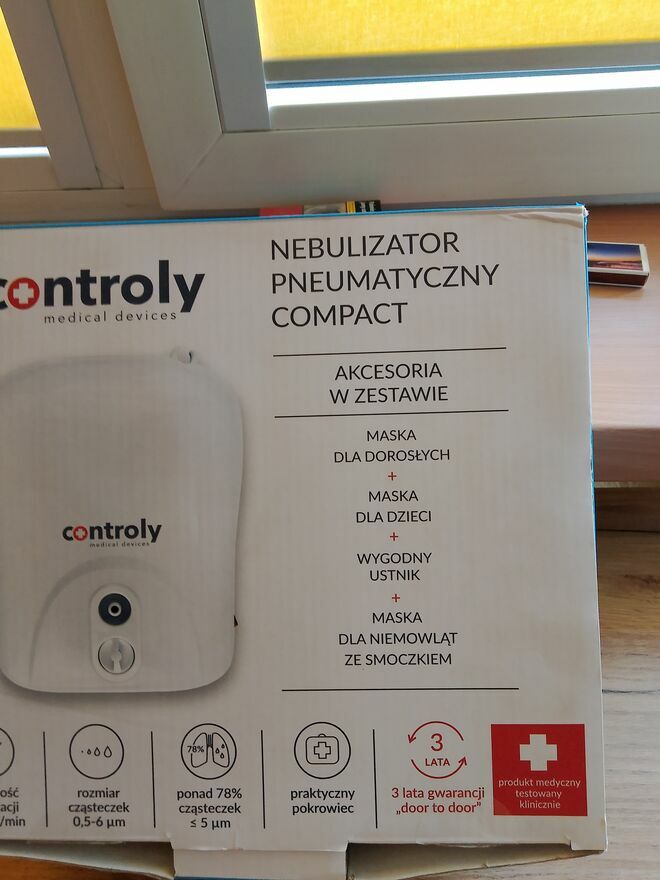 controly
medical devices
NEBULIZATOR
PNEUMATYCZNY
COMPACT
AKCESORIA
W ZESTAWIE
MASKA
DLA DOROSŁYCH
+
MASKA
DLA DZIECI
+
WYGODNY
USTNIK
+
MASKA
DLA NIEMOWLĄT
ZE SMOCZKIEM
controly
medical devices
rozmiar
cząsteczek
0,5-6 µm
78%
ponad 78%
cząsteczek
≤ 5 µm
praktyczny
pokrowiec
3
LATA
3 lata gwarancji
„door to door”
produkt medyczny
testowany
klinicznie